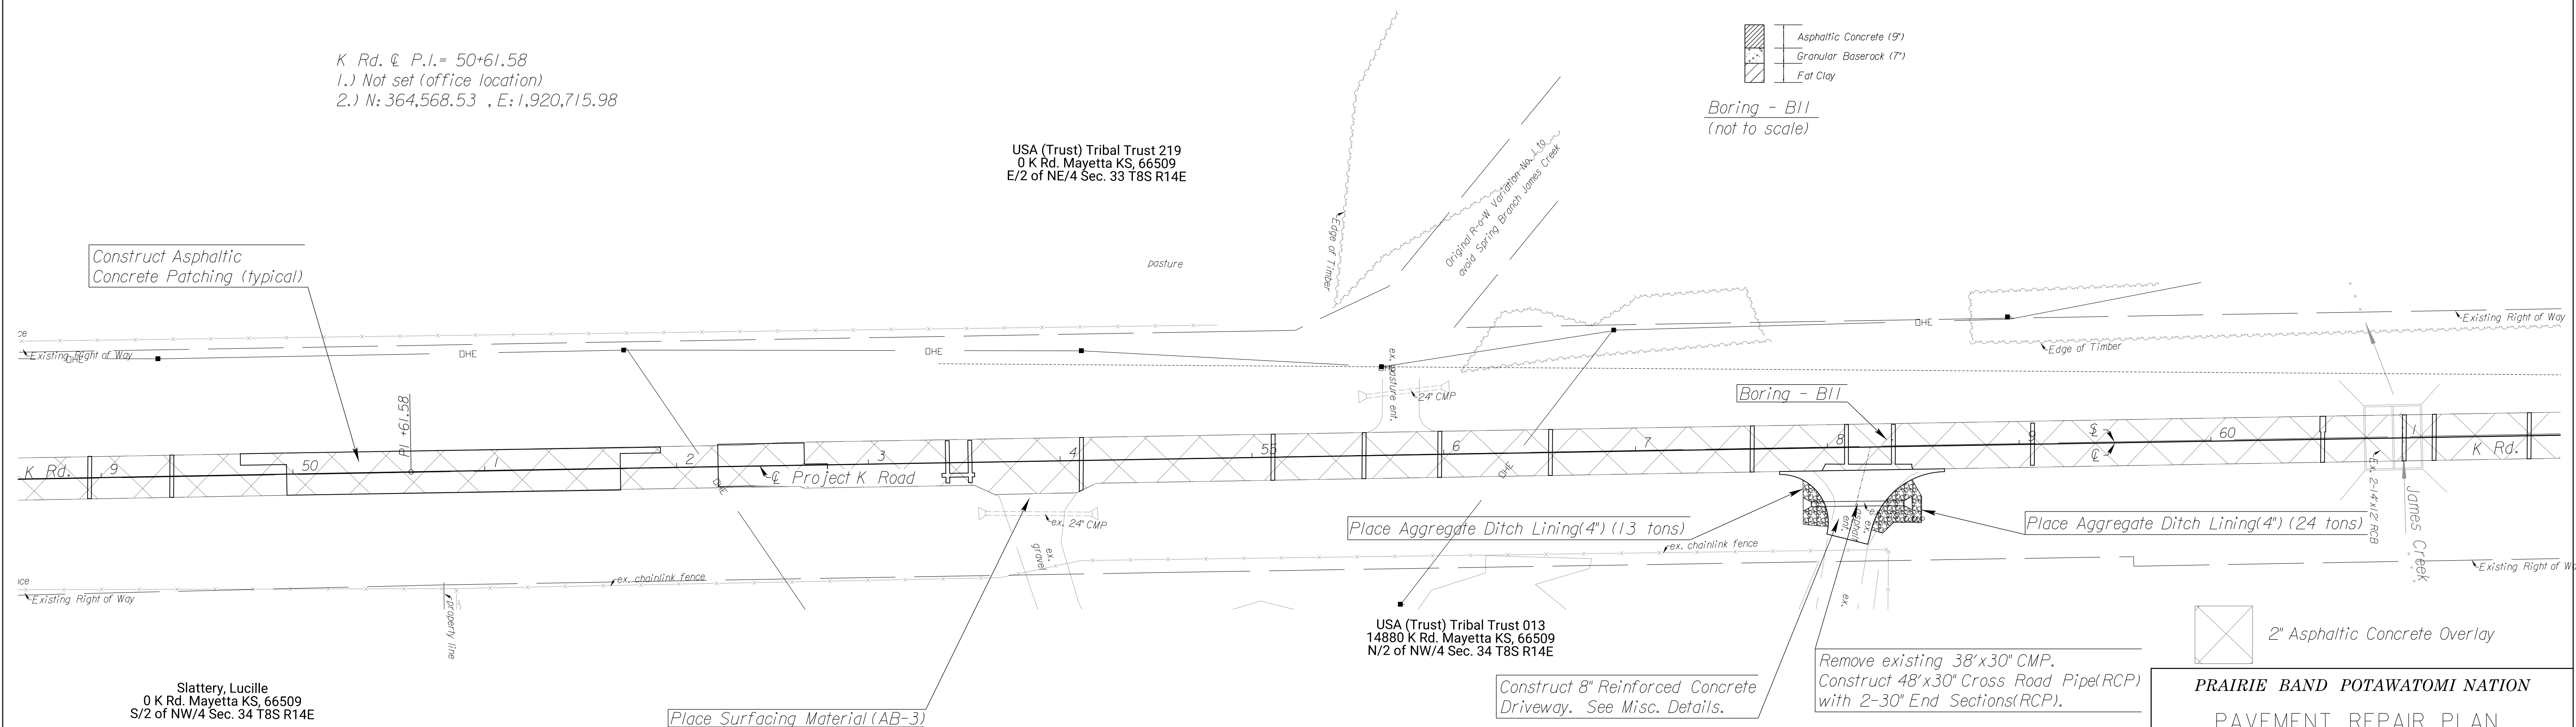 K Rd. ℄ P.I.= 50+61.58
1.) Not set (office location)
2.) N: 364,568.53 , E: 1,920,715.98
Asphaltic Concrete (9")
Granular Baserock (7")
Fat Clay
Boring - B11
(not to scale)
USA (Trust) Tribal Trust 219
0 K Rd. Mayetta KS, 66509
E/2 of NE/4 Sec. 33 T8S R14E
Original R-o-W Variation No. 1 to
avoid Spring Branch James Creek
Edge of Timber
pasture
Construct Asphaltic
Concrete Patching (typical)
Existing Right of Way
OHE
OHE
OHE
OHE
Existing Right of Way
Edge of Timber
ex. pasture ent.
24" CMP
Boring - B11
P.I. +61.58
K Rd.
9
50
1
2
3
4
55
6
7
8
9
60
1
K Rd.
℄ Project K Road
OHE
OHE
℄
℄
Ex. 2-14'x12' RCB
James Creek
ex. 24" CMP
ex.
gravel
Place Aggregate Ditch Lining(4") (13 tons)
Place Aggregate Ditch Lining(4") (24 tons)
asphalt
ent.
ex.
ex. chainlink fence
ex. chainlink fence
Existing Right of Way
Existing Right of W
property line
ex.
USA (Trust) Tribal Trust 013
14880 K Rd. Mayetta KS, 66509
N/2 of NW/4 Sec. 34 T8S R14E
2" Asphaltic Concrete Overlay
Slattery, Lucille
0 K Rd. Mayetta KS, 66509
S/2 of NW/4 Sec. 34 T8S R14E
Place Surfacing Material (AB-3)
Construct 8" Reinforced Concrete
Driveway. See Misc. Details.
Remove existing 38'x30" CMP.
Construct 48'x30" Cross Road Pipe(RCP)
with 2-30" End Sections(RCP).
PRAIRIE BAND POTAWATOMI NATION
PAVEMENT REPAIR PLAN